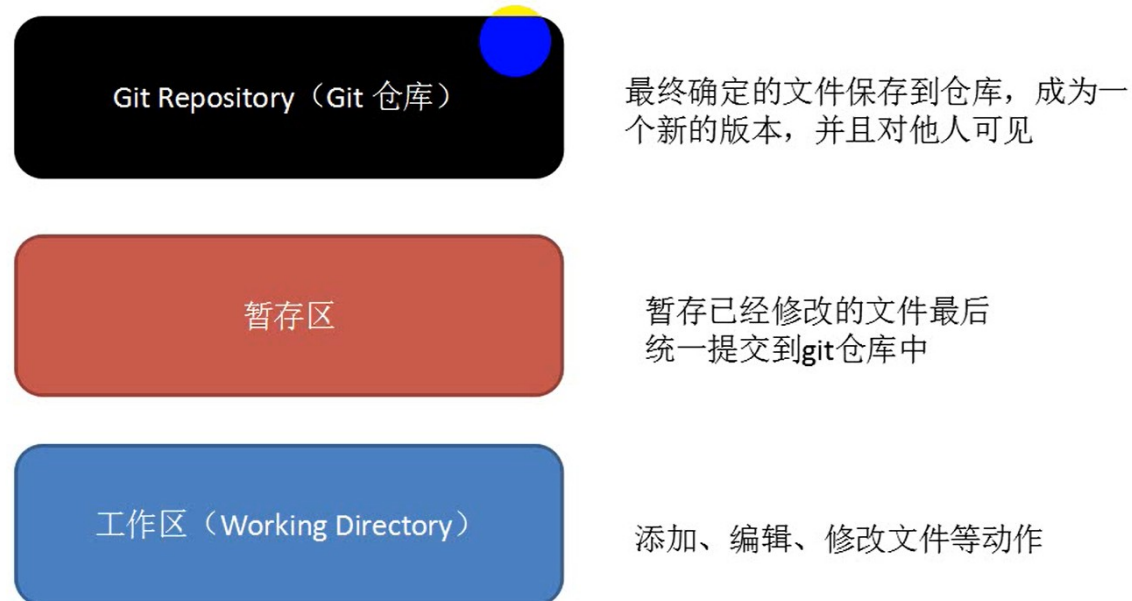 Git Repository（Git 仓库）
最终确定的文件保存到仓库，成为一
个新的版本，并且对他人可见
暂存区
暂存已经修改的文件最后
统一提交到git仓库中
工作区（Working Directory）
添加、编辑、修改文件等动作